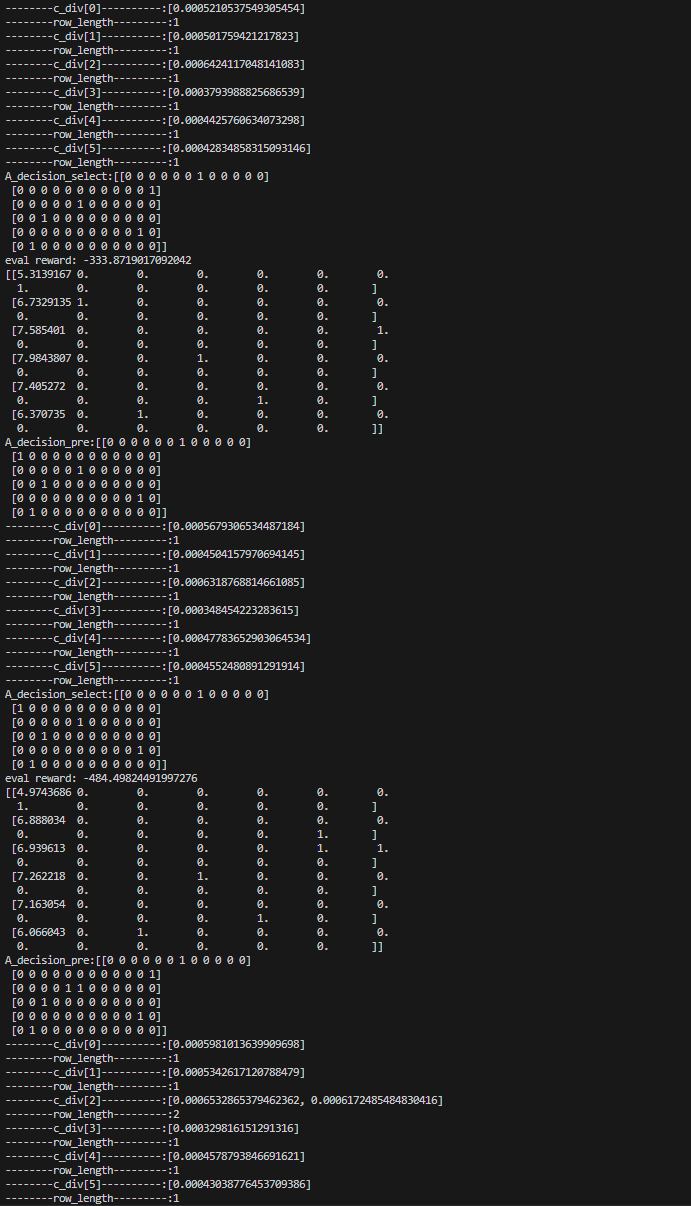 --------c_div[0]----------:[0.0005210537549305454]
--------row_length---------:1
--------c_div[1]----------:[0.000501759421217823]
--------row_length---------:1
--------c_div[2]----------:[0.0006424117048141083]
--------row_length---------:1
--------c_div[3]----------:[0.0003793988825686539]
--------row_length---------:1
--------c_div[4]----------:[0.0004425760634073298]
--------row_length---------:1
--------c_div[5]----------:[0.00042834858315093146]
--------row_length---------:1
A_decision_select:[[0 0 0 0 0 0 1 0 0 0 0 0]
 [0 0 0 0 0 0 0 0 0 0 0 1]
 [0 0 0 0 0 1 0 0 0 0 0 0]
 [0 0 1 0 0 0 0 0 0 0 0 0]
 [0 0 0 0 0 0 0 0 0 0 1 0]
 [0 1 0 0 0 0 0 0 0 0 0 0]]
eval reward: -333.8719017092042
[[5.3139167 0. 0. 0. 0. 0. 0.
  1. 0. 0. 0. 0. ]
 [6.7329135 1. 0. 0. 0. 0. 0.
  0. 0. 0. 0. 0. ]
 [7.585401 0. 0. 0. 0. 0. 1.
  0. 0. 0. 0. 0. ]
 [7.9843807 0. 0. 1. 0. 0. 0.
  0. 0. 0. 0. 0. ]
 [7.405272 0. 0. 0. 0. 0. 0.
  0. 0. 0. 1. 0. ]
 [6.370735 0. 1. 0. 0. 0. 0.
  0. 0. 0. 0. 0. ]]
A_decision_pre:[[0 0 0 0 0 0 1 0 0 0 0 0]
 [1 0 0 0 0 0 0 0 0 0 0 0]
 [0 0 0 0 0 1 0 0 0 0 0 0]
 [0 0 1 0 0 0 0 0 0 0 0 0]
 [0 0 0 0 0 0 0 0 0 0 1 0]
 [0 1 0 0 0 0 0 0 0 0 0 0]]
--------c_div[0]----------:[0.0005679306534487184]
--------row_length---------:1
--------c_div[1]----------:[0.0004504157970694145]
--------row_length---------:1
--------c_div[2]----------:[0.0006318768814661085]
--------row_length---------:1
--------c_div[3]----------:[0.000348454223283615]
--------row_length---------:1
--------c_div[4]----------:[0.00047783652903064534]
--------row_length---------:1
--------c_div[5]----------:[0.0004552480891291914]
--------row_length---------:1
A_decision_select:[[0 0 0 0 0 0 1 0 0 0 0 0]
 [1 0 0 0 0 0 0 0 0 0 0 0]
 [0 0 0 0 0 1 0 0 0 0 0 0]
 [0 0 1 0 0 0 0 0 0 0 0 0]
 [0 0 0 0 0 0 0 0 0 0 1 0]
 [0 1 0 0 0 0 0 0 0 0 0 0]]
eval reward: -484.49824491997276
[[4.9743686 0. 0. 0. 0. 0. 0.
  1. 0. 0. 0. 0. ]
 [6.888034 0. 0. 0. 0. 0. 0.
  0. 0. 0. 0. 1. ]
 [6.939613 0. 0. 0. 0. 1. 1.
  0. 0. 0. 0. 0. ]
 [7.262218 0. 0. 1. 0. 0. 0.
  0. 0. 0. 0. 0. ]
 [7.163054 0. 0. 0. 0. 0. 0.
  0. 0. 0. 1. 0. ]
 [6.066043 0. 1. 0. 0. 0. 0.
  0. 0. 0. 0. 0. ]]
A_decision_pre:[[0 0 0 0 0 0 1 0 0 0 0 0]
 [0 0 0 0 0 0 0 0 0 0 0 1]
 [0 0 0 0 1 1 0 0 0 0 0 0]
 [0 0 1 0 0 0 0 0 0 0 0 0]
 [0 0 0 0 0 0 0 0 0 0 1 0]
 [0 1 0 0 0 0 0 0 0 0 0 0]]
--------c_div[0]----------:[0.0005981013639909698]
--------row_length---------:1
--------c_div[1]----------:[0.0005342617120788479]
--------row_length---------:1
--------c_div[2]----------:[0.0006532865379462362, 0.0006172485484830416]
--------row_length---------:2
--------c_div[3]----------:[0.000329816151291316]
--------row_length---------:1
--------c_div[4]----------:[0.0004578793846691621]
--------row_length---------:1
--------c_div[5]----------:[0.00043038776453709386]
--------row_length---------:1